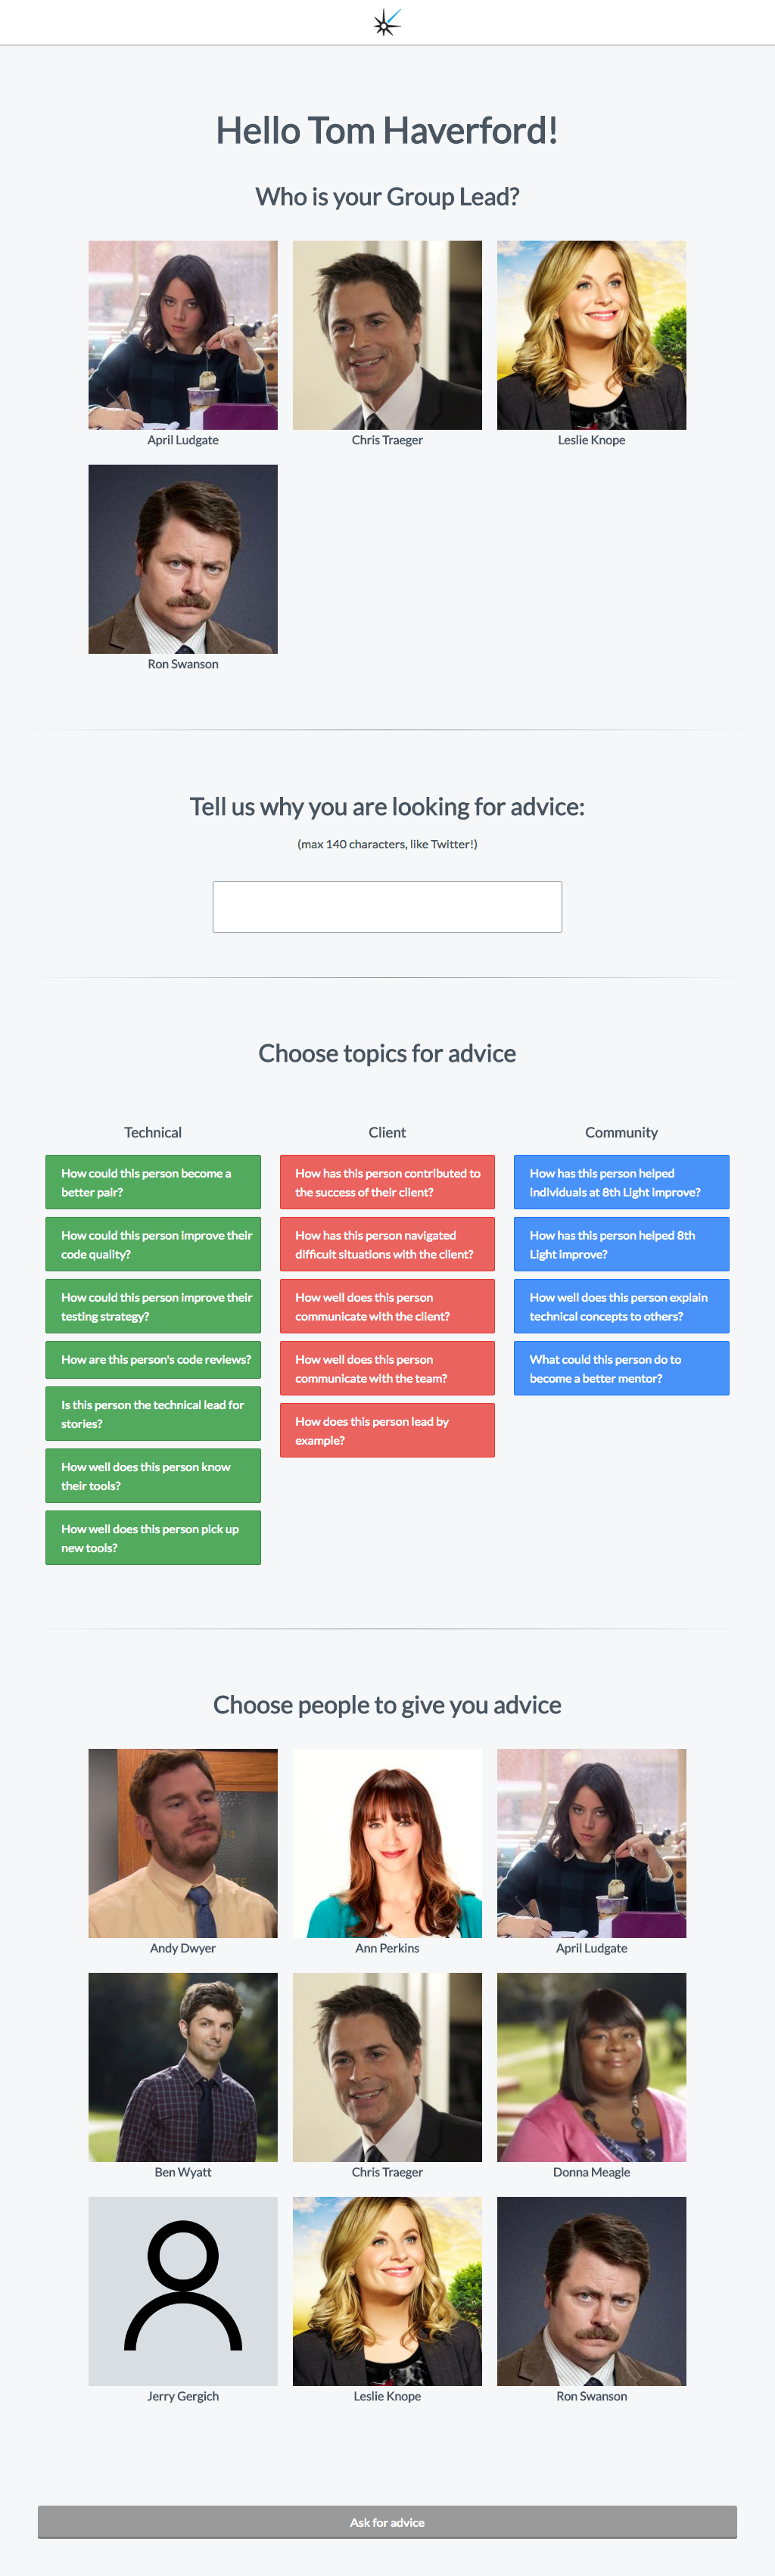 Hello Tom Haverford!
Who is your Group Lead?
April Ludgate
Chris Traeger
Leslie Knope
Ron Swanson
Tell us why you are looking for advice:
(max 140 characters, like Twitter!)
Choose topics for advice
Technical
How could this person become a
better pair?
How could this person improve their
code quality?
How could this person improve their
testing strategy?
How are this person's code reviews?
Is this person the technical lead for
stories?
How well does this person know
their tools?
How well does this person pick up
new tools?
Client
How has this person contributed to
the success of their client?
How has this person navigated
difficult situations with the client?
How well does this person
communicate with the client?
How well does this person
communicate with the team?
How does this person lead by
example?
Community
How has this person helped
individuals at 8th Light improve?
How has this person helped 8th
Light improve?
How well does this person explain
technical concepts to others?
What could this person do to
become a better mentor?
Choose people to give you advice
Andy Dwyer
Ann Perkins
April Ludgate
Ben Wyatt
Chris Traeger
Donna Meagle
Jerry Gergich
Leslie Knope
Ron Swanson
Ask for advice